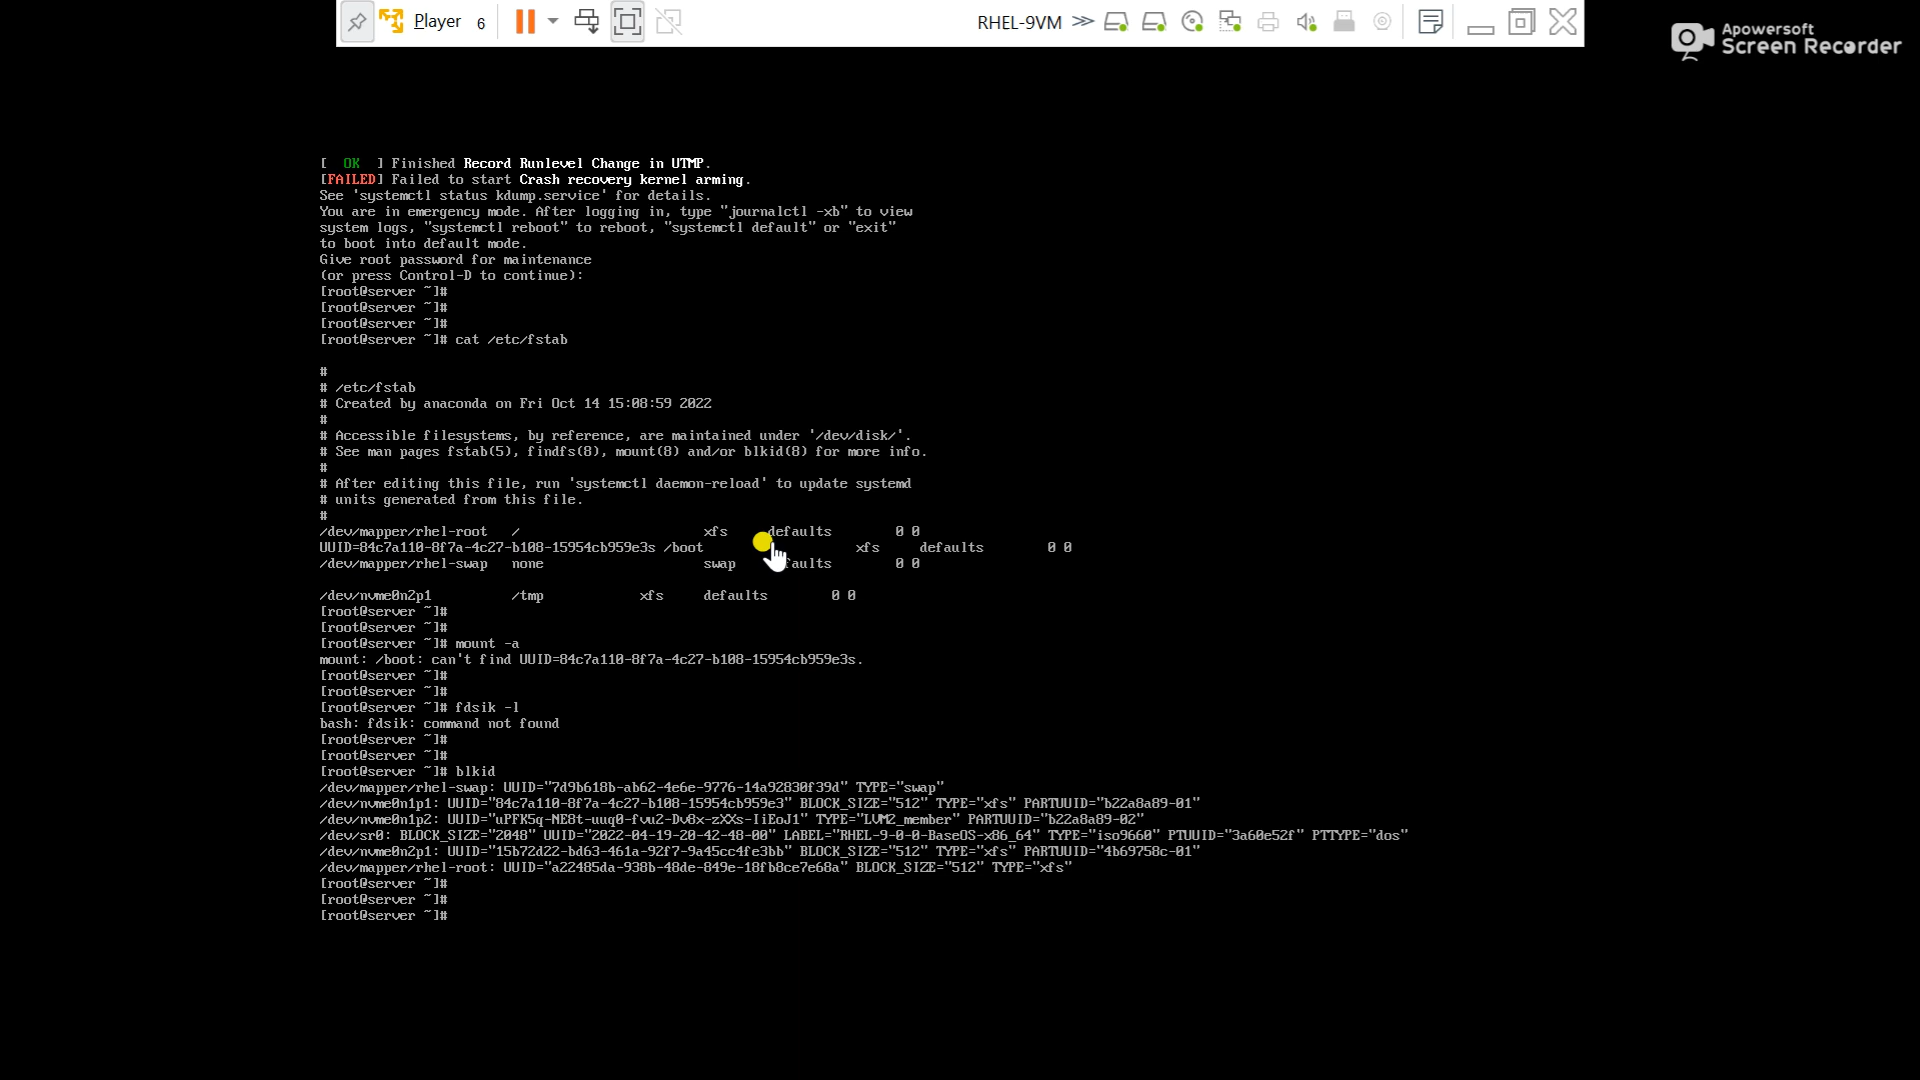 Player 6
RHEL-9VM
Apowersoft
Screen Recorder
[  OK  ] Finished Record Runlevel Change in UTMP.
[FAILED] Failed to start Crash recovery kernel arming.
See 'systemctl status kdump.service' for details.
You are in emergency mode. After logging in, type "journalctl -xb" to view
system logs, "systemctl reboot" to reboot, "systemctl default" or "exit"
to boot into default mode.
Give root password for maintenance
(or press Control-D to continue):
[root@server ~]#
[root@server ~]#
[root@server ~]#
[root@server ~]# cat /etc/fstab
#
# /etc/fstab
# Created by anaconda on Fri Oct 14 15:08:59 2022
#
# Accessible filesystems, by reference, are maintained under '/dev/disk/'.
# See man pages fstab(5), findfs(8), mount(8) and/or blkid(8) for more info.
#
# After editing this file, run 'systemctl daemon-reload' to update systemd
# units generated from this file.
#
/dev/mapper/rhel-root   /                       xfs     defaults        0 0
UUID=84c7a110-8f7a-4c27-b108-15954cb959e3s /boot                   xfs     defaults        0 0
/dev/mapper/rhel-swap   none                    swap    faults        0 0
/dev/nvme0n2p1          /tmp            xfs     defaults        0 0
[root@server ~]#
[root@server ~]#
[root@server ~]# mount -a
mount: /boot: can't find UUID=84c7a110-8f7a-4c27-b108-15954cb959e3s.
[root@server ~]#
[root@server ~]#
[root@server ~]# fdsik -l
bash: fdsik: command not found
[root@server ~]#
[root@server ~]#
[root@server ~]# blkid
/dev/mapper/rhel-swap: UUID="7d9b618b-ab62-4e6e-9776-14a92830f39d" TYPE="swap"
/dev/nvme0n1p1: UUID="84c7a110-8f7a-4c27-b108-15954cb959e3" BLOCK_SIZE="512" TYPE="xfs" PARTUUID="b22a8a89-01"
/dev/nvme0n1p2: UUID="uPFK5q-NE8t-uuq0-fvu2-Dv8x-zXXs-IiEoJ1" TYPE="LVM2_member" PARTUUID="b22a8a89-02"
/dev/sr0: BLOCK_SIZE="2048" UUID="2022-04-19-20-42-48-00" LABEL="RHEL-9-0-0-BaseOS-x86_64" TYPE="iso9660" PTUUID="3a60e52f" PTTYPE="dos"
/dev/nvme0n2p1: UUID="15b72d22-bd63-461a-92f7-9a45cc4fe3bb" BLOCK_SIZE="512" TYPE="xfs" PARTUUID="4b69758c-01"
/dev/mapper/rhel-root: UUID="a22485da-938b-48de-849e-18fb8ce7e68a" BLOCK_SIZE="512" TYPE="xfs"
[root@server ~]#
[root@server ~]#
[root@server ~]#